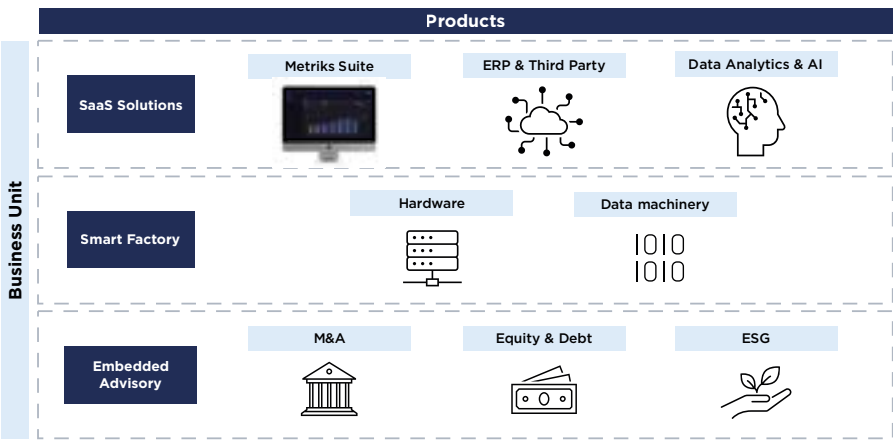 Products
Business Unit
SaaS Solutions
Metriks Suite
ERP & Third Party
Data Analytics & AI
Smart Factory
Hardware
Data machinery
Embedded
Advisory
M&A
Equity & Debt
ESG